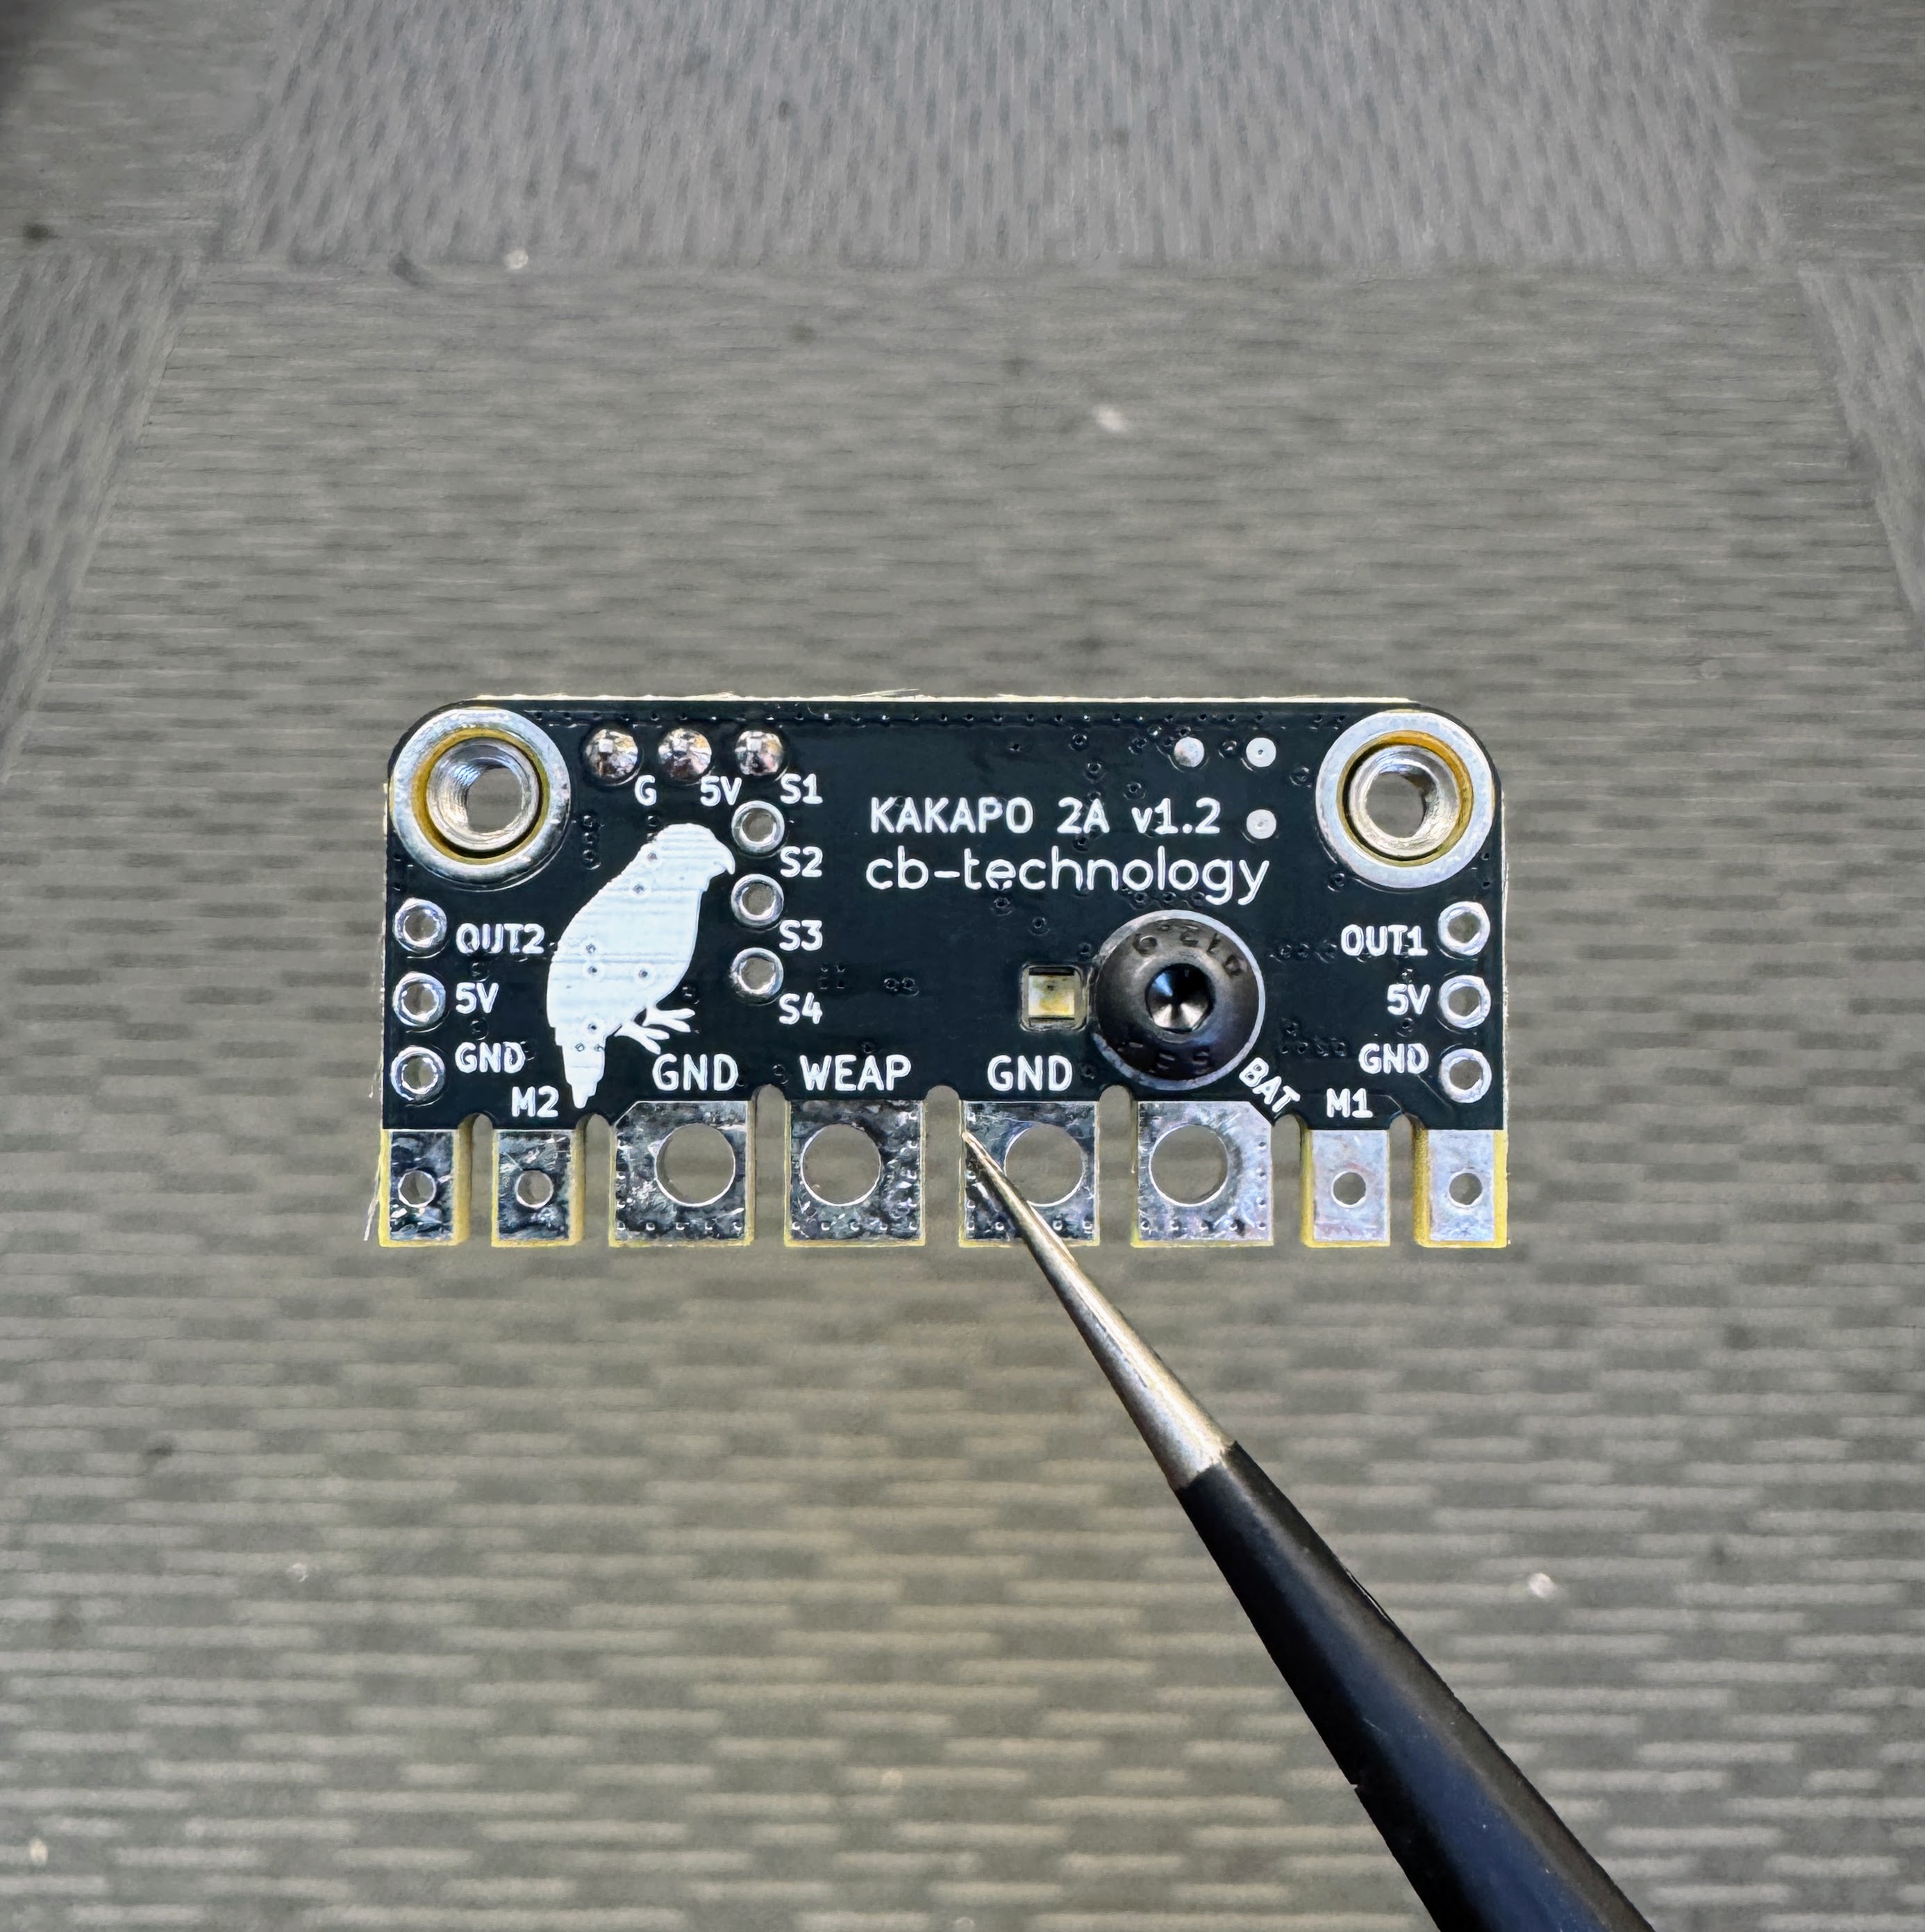 G 5V S1
S2
S3
S4
KAKAPO 2A v1.2
cb-technology
OUT2
5V
GND
M2
GND
WEAP
GND
BAT
M1
OUT1
5V
GND